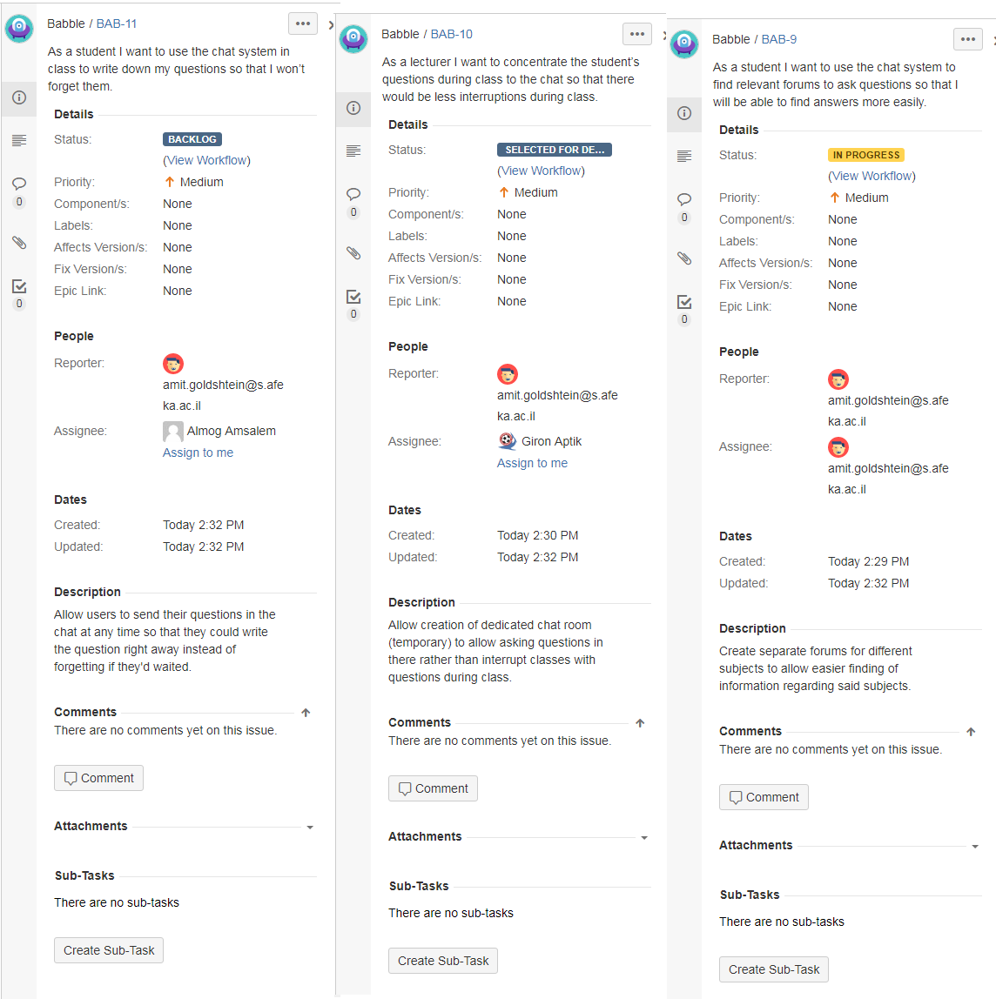 Babble / BAB-11
As a student I want to use the chat system in
class to write down my questions so that I won't
forget them.
Details
Status: BACKLOG
(View Workflow)
Priority: Medium
Component/s: None
Labels: None
Affects Version/s: None
Fix Version/s: None
Epic Link: None
0
0
People
Reporter:
amit.goldshtein@s.afe
ka.ac.il
Assignee: Almog Amsalem
Assign to me
Dates
Created: Today 2:32 PM
Updated: Today 2:32 PM
Description
Allow users to send their questions in the
chat at any time so that they could write
the question right away instead of
forgetting if they'd waited.
Comments
There are no comments yet on this issue.
Comment
Attachments
Sub-Tasks
There are no sub-tasks
Create Sub-Task
Babble / BAB-10
As a lecturer I want to concentrate the student's
questions during class to the chat so that there
would be less interruptions during class.
Details
Status: SELECTED FOR DE...
(View Workflow)
Priority: Medium
Component/s: None
Labels: None
Affects Version/s: None
Fix Version/s: None
Epic Link: None
0
0
People
Reporter:
amit.goldshtein@s.afe
ka.ac.il
Assignee: Giron Aptik
Assign to me
Dates
Created: Today 2:30 PM
Updated: Today 2:32 PM
Description
Allow creation of dedicated chat room
(temporary) to allow asking questions in
there rather than interrupt classes with
questions during class.
Comments
There are no comments yet on this issue.
Comment
Attachments
Sub-Tasks
There are no sub-tasks
Create Sub-Task
Babble / BAB-9
As a student I want to use the chat system to
find relevant forums to ask questions so that I
will be able to find answers more easily.
Details
Status: IN PROGRESS
(View Workflow)
Priority: Medium
Component/s: None
Labels: None
Affects Version/s: None
Fix Version/s: None
Epic Link: None
0
0
People
Reporter:
amit.goldshtein@s.afe
ka.ac.il
Assignee:
amit.goldshtein@s.afe
ka.ac.il
Dates
Created: Today 2:29 PM
Updated: Today 2:32 PM
Description
Create separate forums for different
subjects to allow easier finding of
information regarding said subjects.
Comments
There are no comments yet on this issue.
Comment
Attachments
Sub-Tasks
There are no sub-tasks
Create Sub-Task